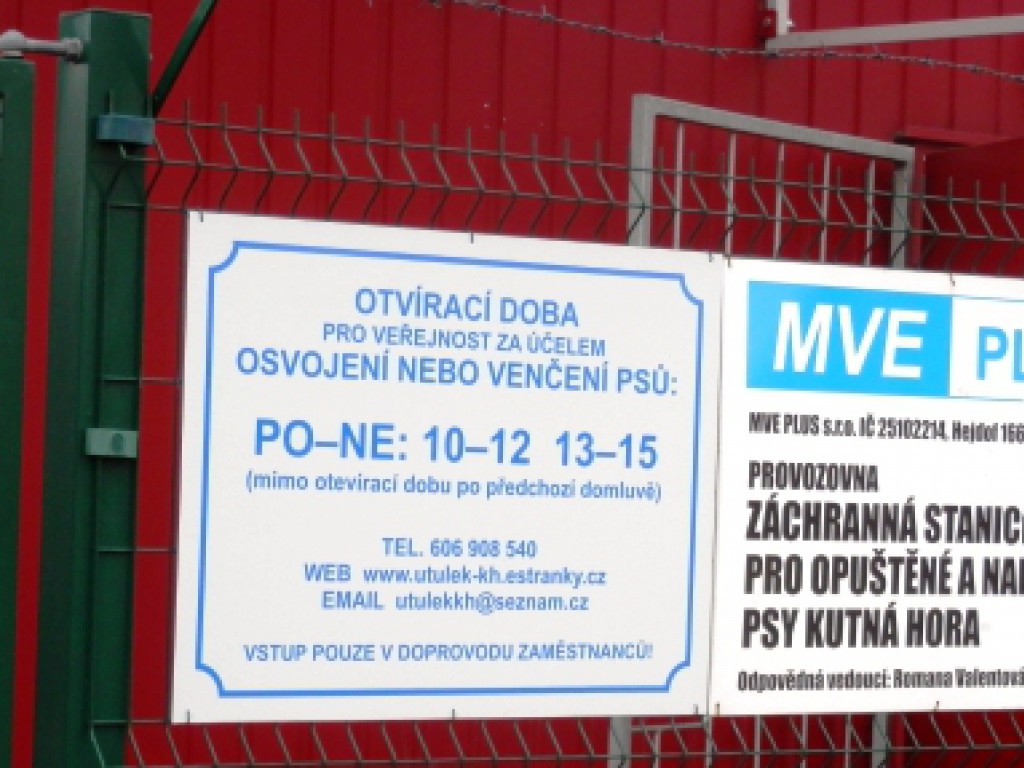 OTVÍRACÍ DOBA
PRO VEŘEJNOST ZA ÚČELEM
OSVOJENÍ NEBO VENČENÍ PSŮ:
PO–NE: 10–12 13–15
(mimo otevírací dobu po předchozí domluvě)
TEL. 606 908 540
WEB www.utulek-kh.estranky.cz
EMAIL utulekkh@seznam.cz
VSTUP POUZE V DOPROVODU ZAMĚSTNANCŮ!
MVE PL
MVE PLUS s.r.o. IČ 25102214, Hejdof 166
PROVOZOVNA
ZÁCHRANNÁ STANIC
PRO OPUŠTĚNÉ A
PSY KUTNÁ HORA
Odpovědná vedoucí: Romana Valentová